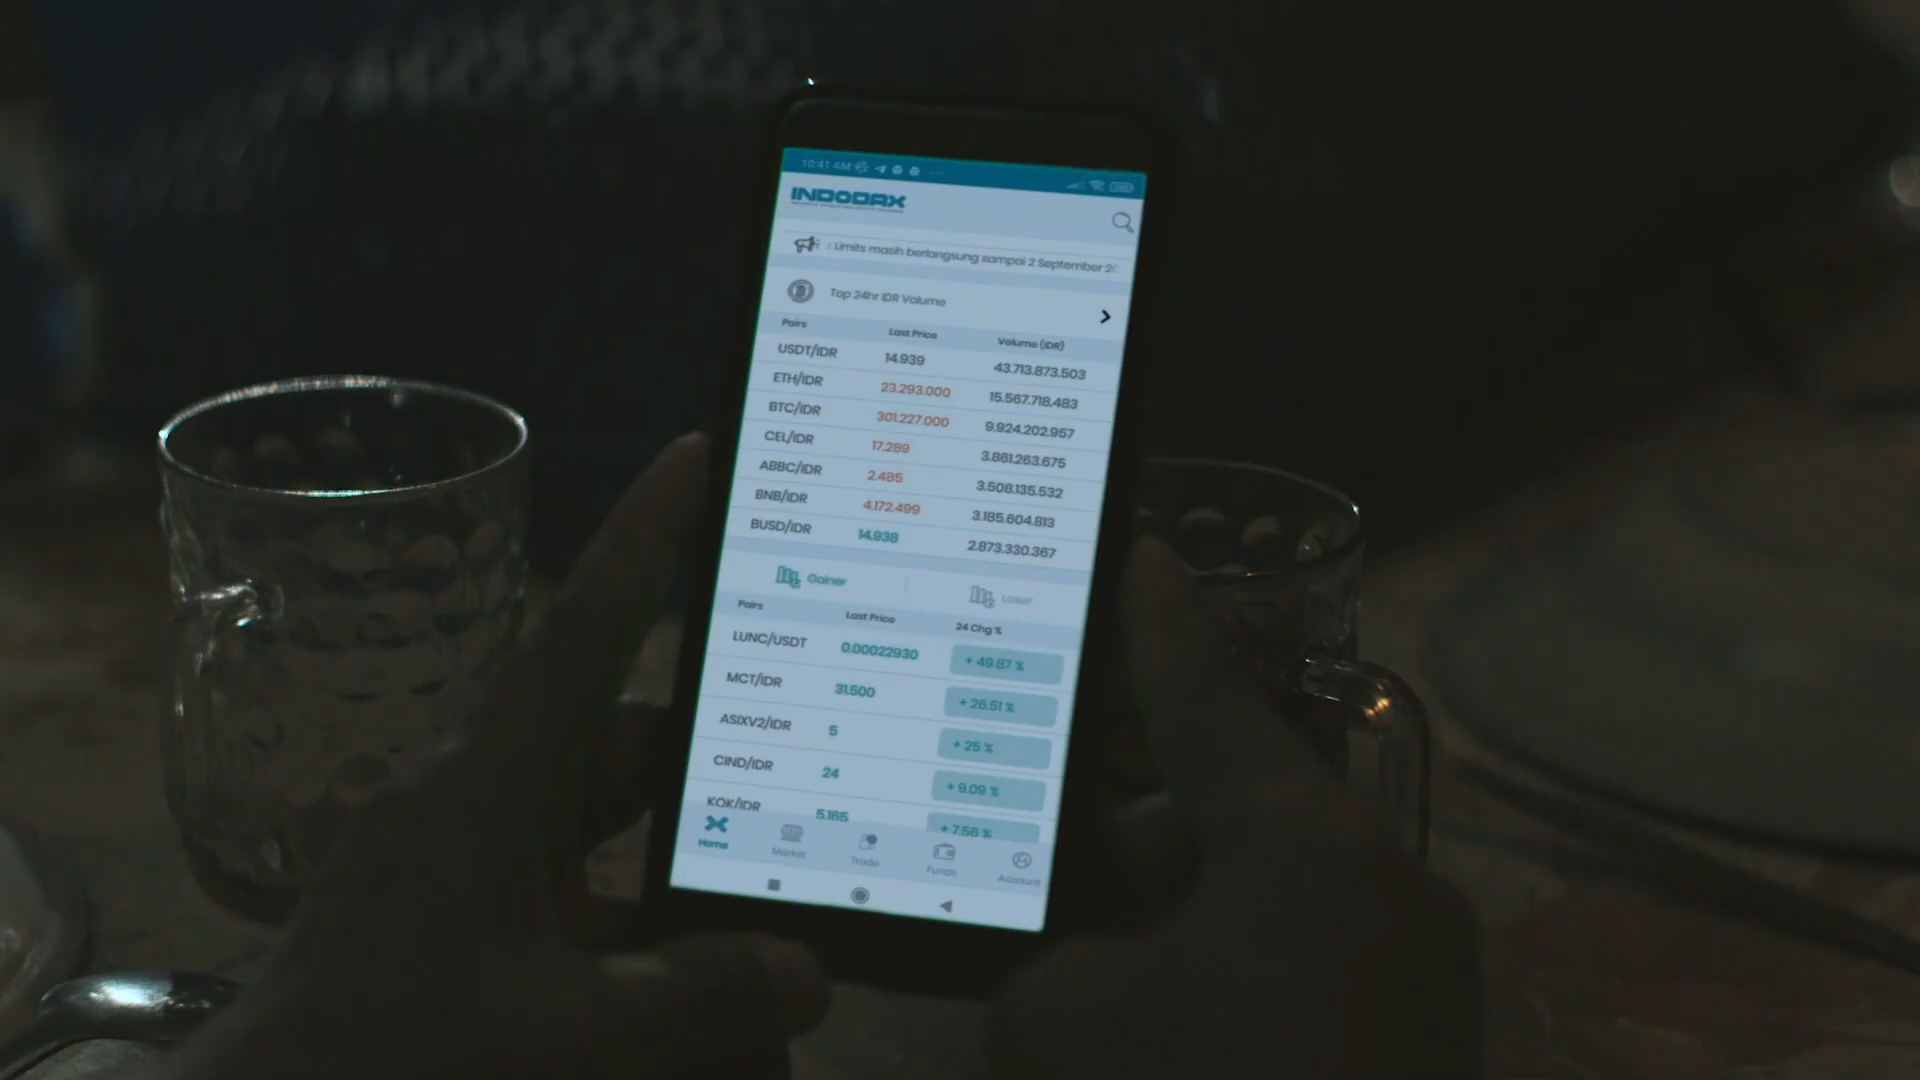 10:41 AM
INDODAX
: Limits masih berlangsung sampai 2 September 20
Top 24hr IDR Volume
Pairs Last Price Volume (IDR)
USDT/IDR 14.939 43.713.873.503
ETH/IDR 23.293.000 15.567.718.483
BTC/IDR 301.227.000 9.924.202.957
CEL/IDR 17.289 3.861.263.675
ABBC/IDR 2.485 3.508.135.532
BNB/IDR 4.172.499 3.185.604.813
BUSD/IDR 14.938 2.873.330.367
Gainer Loser
Pairs Last Price 24 Chg %
LUNC/USDT 0.00022930 + 49.87 %
MCT/IDR 31.500 + 26.51 %
ASIXV2/IDR 5 + 25 %
CIND/IDR 24 + 9.09 %
KOK/IDR 5.165 + 7.56 %
Home Market Trade Funds Account